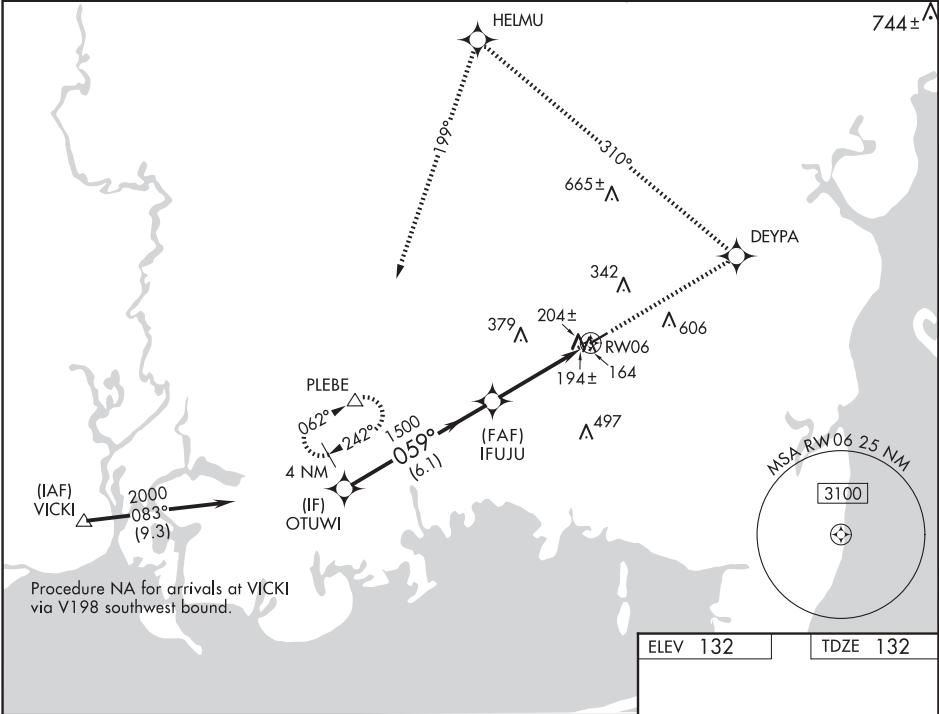 HELMU
744±
199°
310°
665±
DEYPA
342
379
204±
606
RW06
194±
164
PLEBE
062°
242°
1500
059°
(6.1)
(FAF)
IFUJU
497
4 NM
MSA RW06 25 NM
3100
(IAF)
VICKI
2000
083°
(9.3)
(IF)
OTUWI
Procedure NA for arrivals at VICKI
via V198 southwest bound.
ELEV 132
TDZE 132